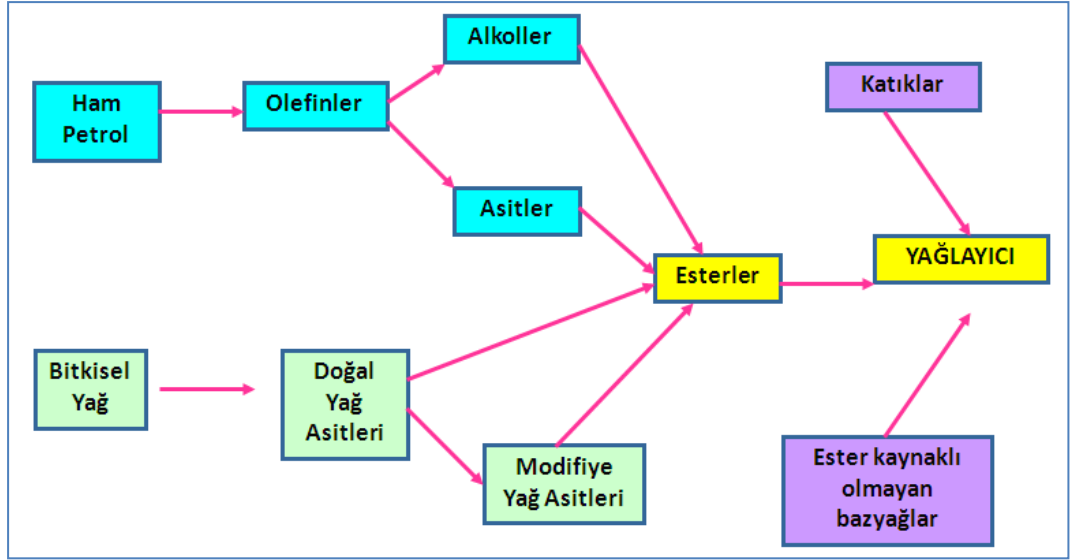 Alkoller
Katıklar
Ham
Petrol
Olefinler
Asitler
YAĞLAYICI
Esterler
Bitkisel
Yağ
Doğal
Yağ
Asitleri
Modifiye
Yağ Asitleri
Ester kaynaklı
olmayan
bazyağlar